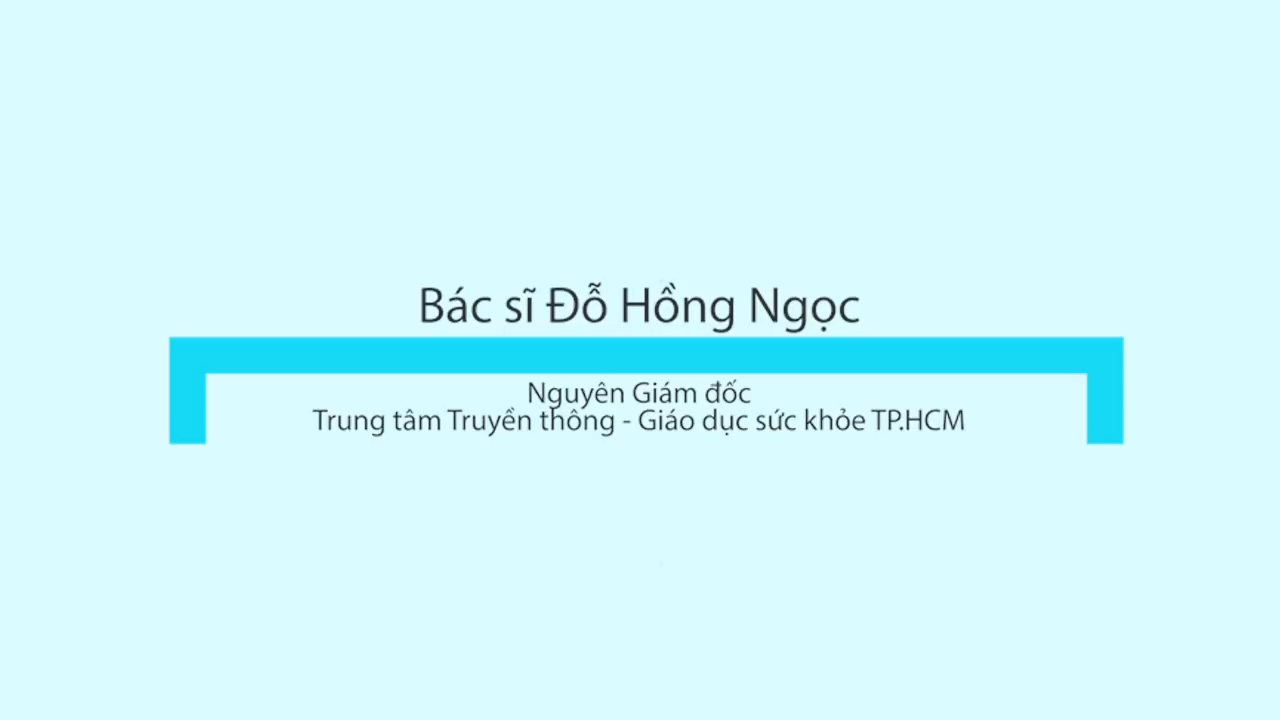 Bác sĩ Đỗ Hồng Ngọc
Nguyên Giám đốc
Trung tâm Truyền thông - Giáo dục sức khỏe TP.HCM